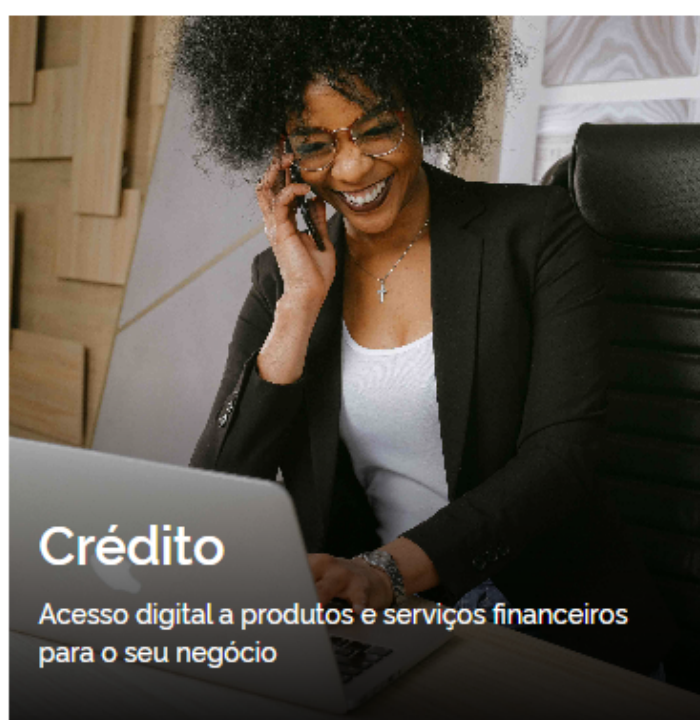 Crédito
Acesso digital a produtos e serviços financeiros
para o seu negócio